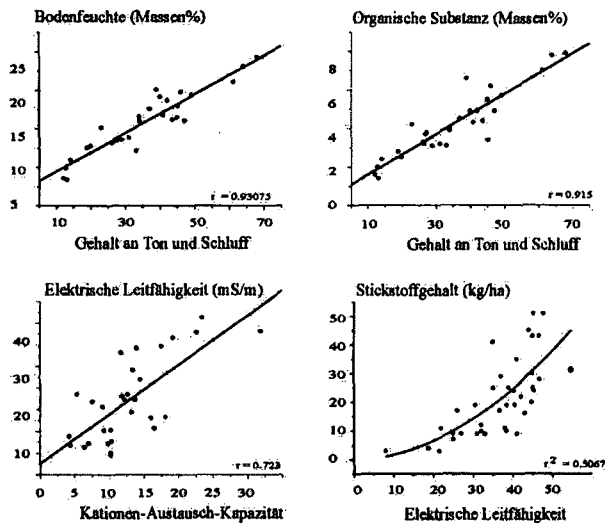 Bodenfeuchte (Massen%)
25
20
15
10
5
10 30 50 70
r = 0.93075
Gehalt an Ton und Schluff
Organische Substanz (Massen%)
8
6
4
2
0
10 30 50 70
r = 0.915
Gehalt an Ton und Schluff
Elektrische Leitfähigkeit (mS/m)
40
30
20
10
0 5 10 15 20 25 30 35
r = 0.723
Kationen-Austausch-Kapazität
Stickstoffgehalt (kg/ha)
50
40
30
20
10
0
10 20 30 40 50
r.2 = 0,5067
Elektrische Leitfähigkeit